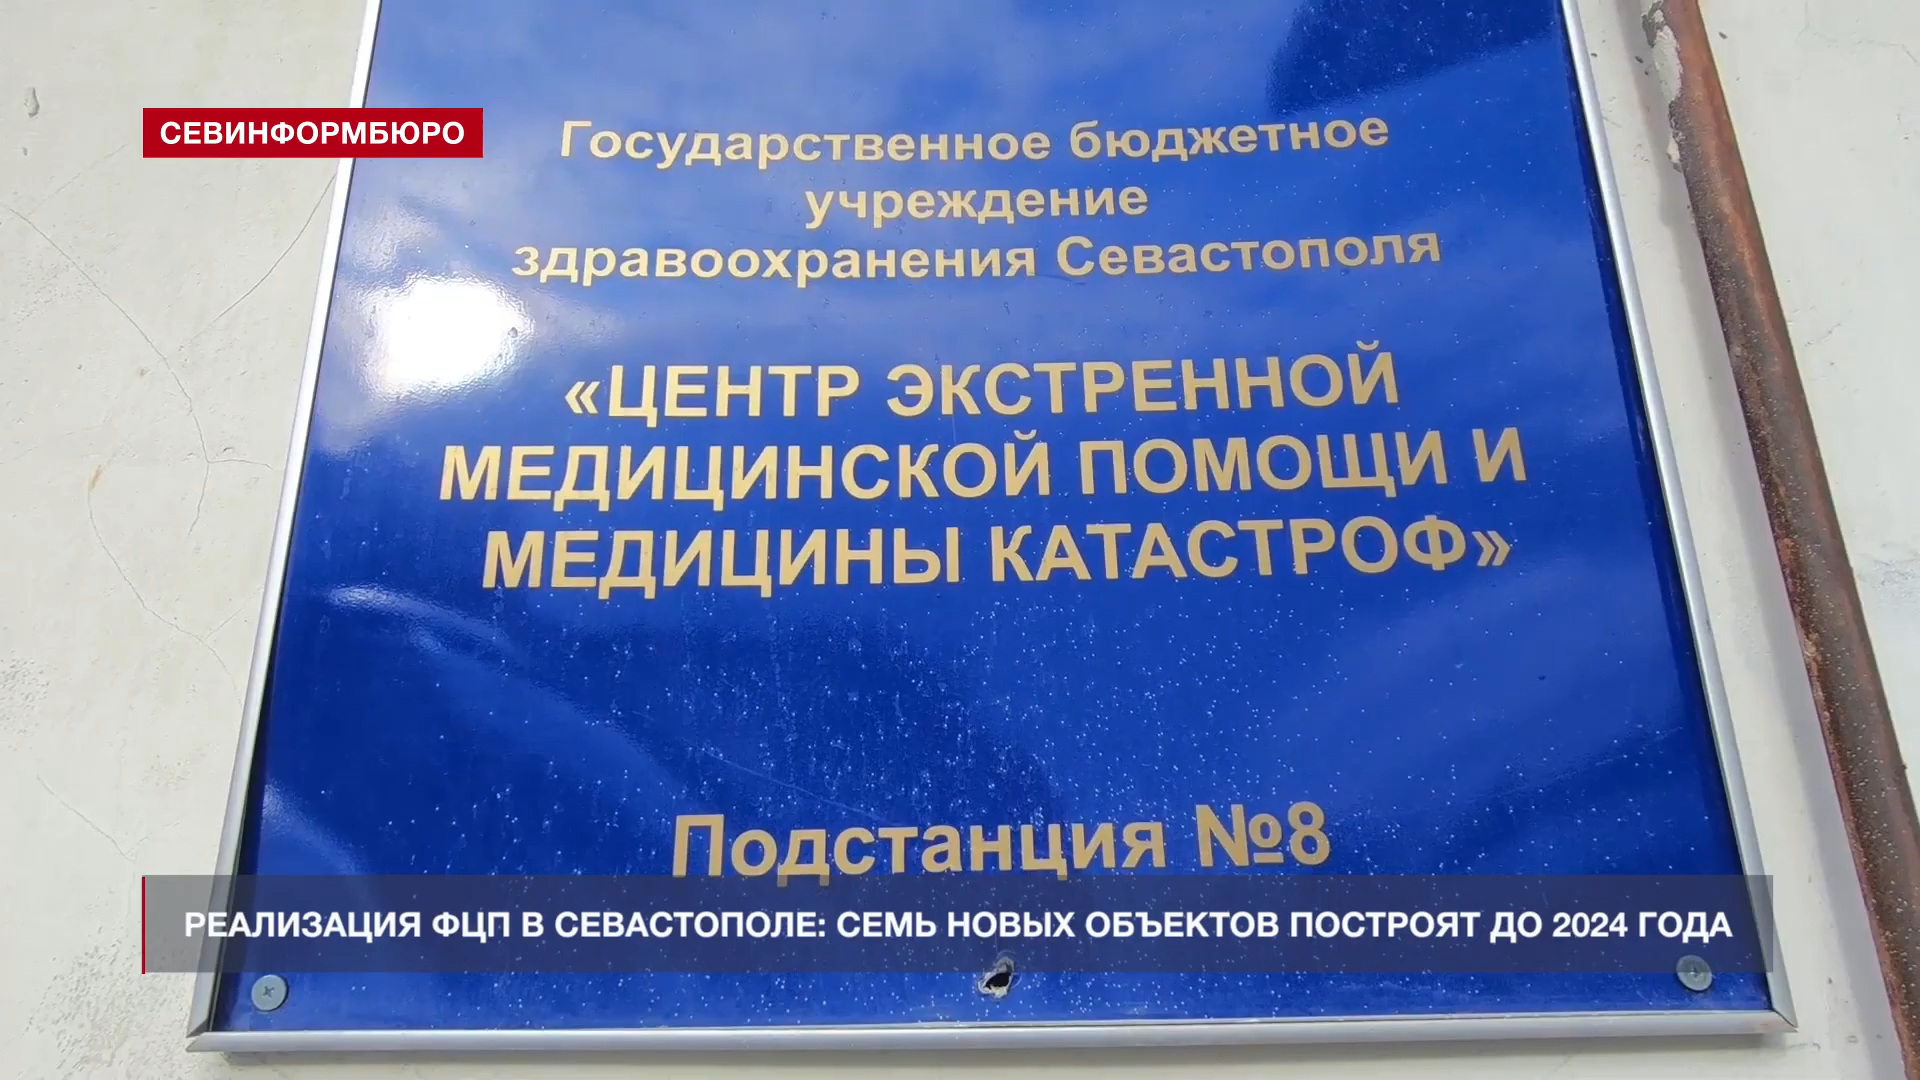 СЕВИНФОРМБЮРО
Государственное бюджетное
учреждение
здравоохранения Севастополя
«ЦЕНТР ЭКСТРЕННОЙ
МЕДИЦИНСКОЙ ПОМОЩИ И
МЕДИЦИНЫ КАТАСТРОФ»
Подстанция №8
РЕАЛИЗАЦИЯ ФЦП В СЕВАСТОПОЛЕ: СЕМЬ НОВЫХ ОБЪЕКТОВ ПОСТРОЯТ ДО 2024 ГОДА